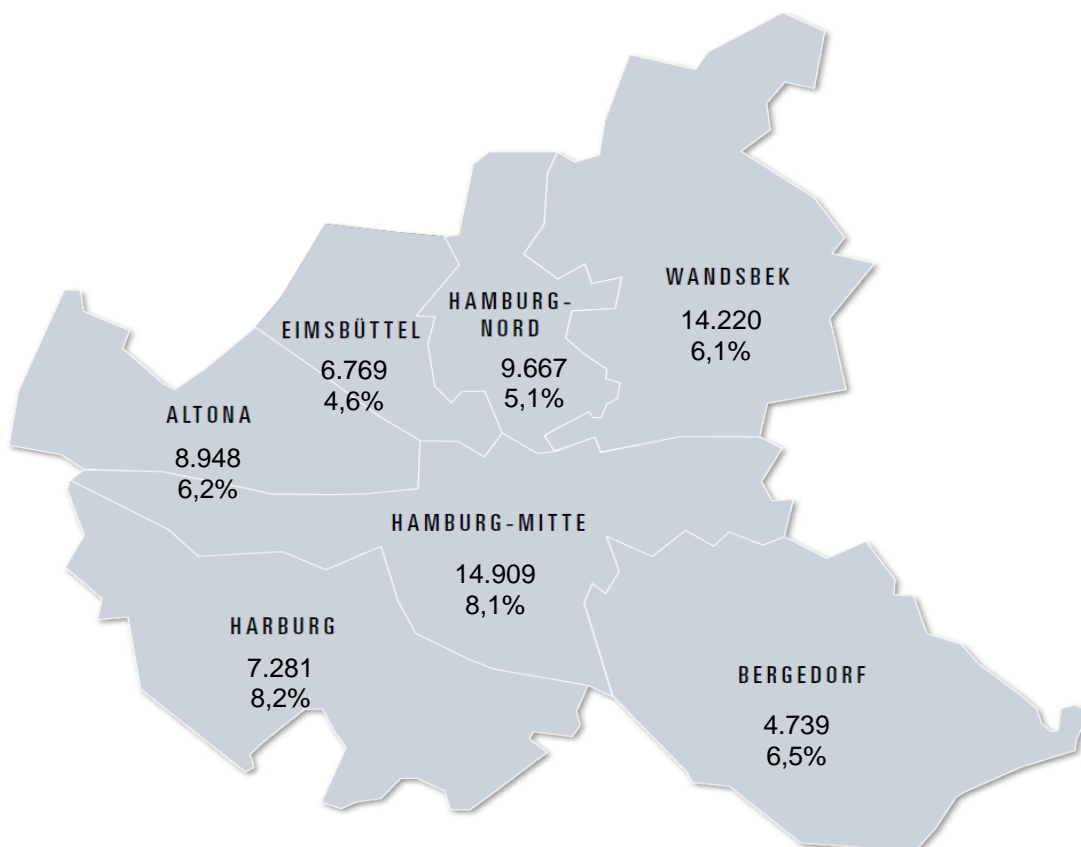 WANDSBEK
14.220
6,1%
HAMBURG-
NORD
9.667
5,1%
EIMSBÜTTEL
6.769
4,6%
ALTONA
8.948
6,2%
HAMBURG-MITTE
14.909
8,1%
HARBURG
7.281
8,2%
BERGEDORF
4.739
6,5%